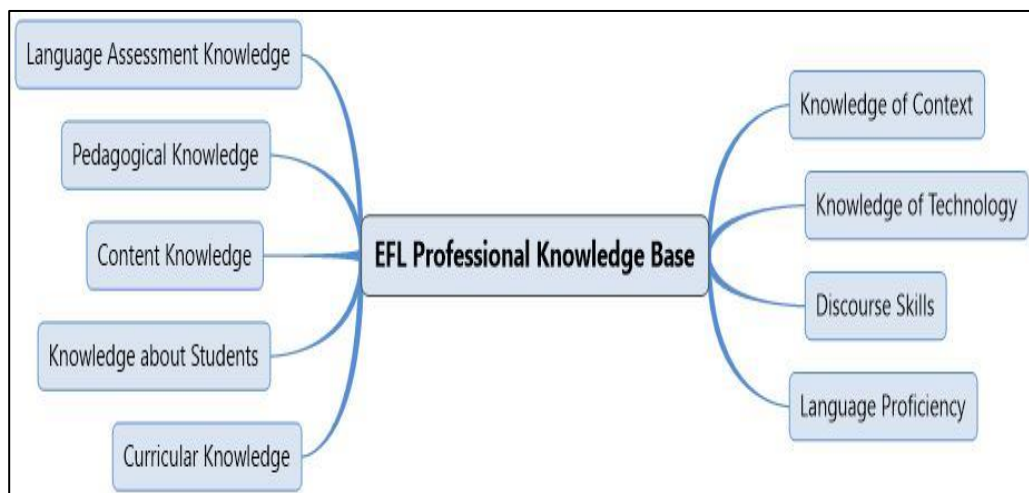 Language Assessment Knowledge
Pedagogical Knowledge
Content Knowledge
Knowledge about Students
Curricular Knowledge
EFL Professional Knowledge Base
Knowledge of Context
Knowledge of Technology
Discourse Skills
Language Proficiency